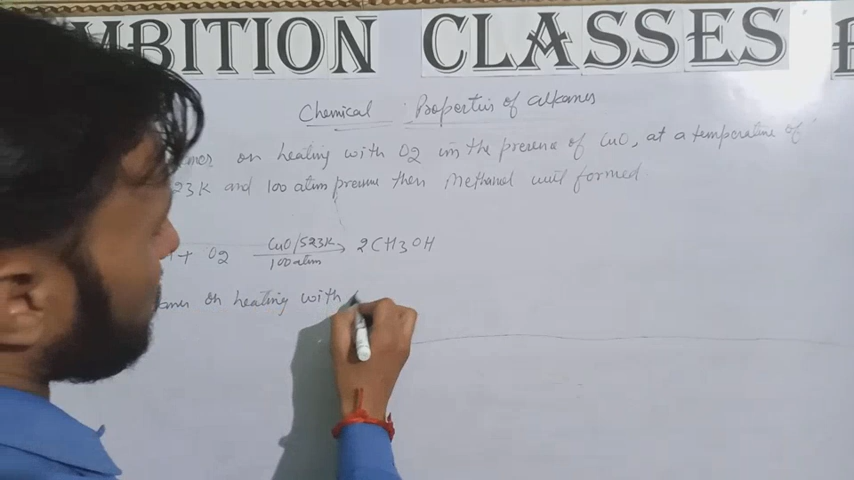 MBITION CLASSES
Chemical Properties of alkanes
on heating with O2 in the presence of CuO, at a temperature of
23K and 100 atm pressure then Methanol will formed
+ O2 CuO/523K 100 atm → 2CH3OH
on heating with